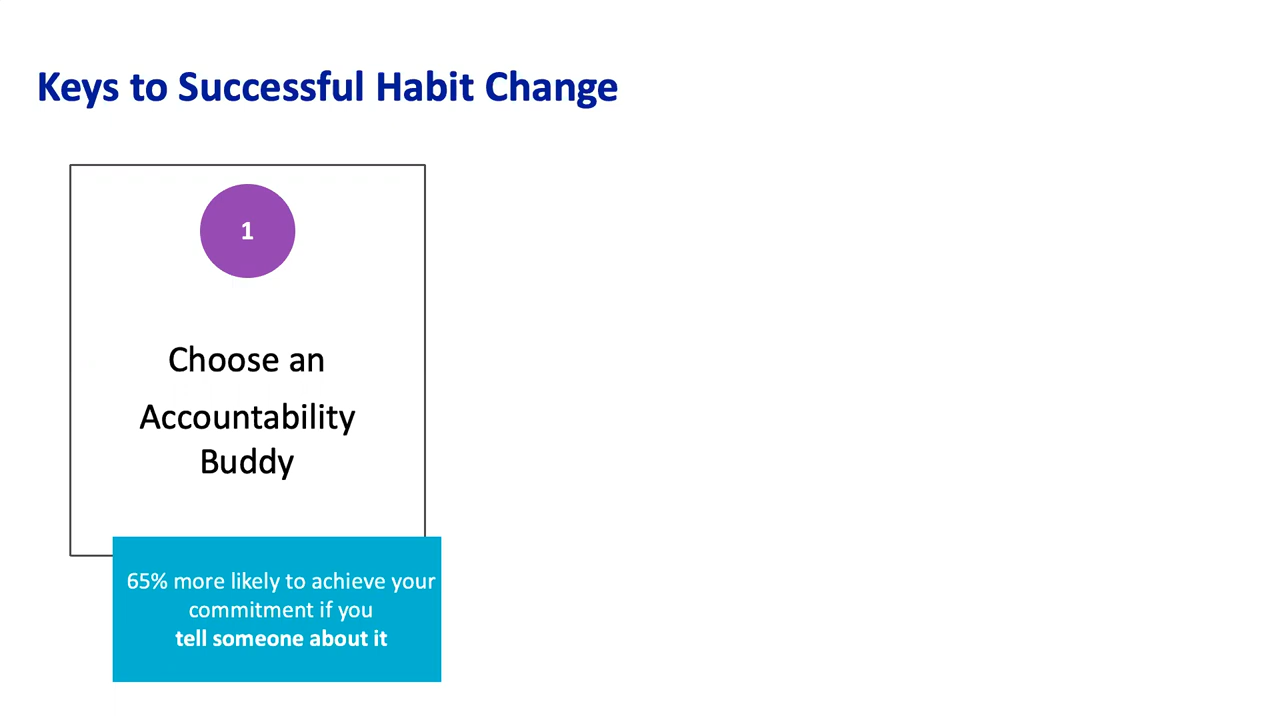 Keys to Successful Habit Change
1
Choose an
Accountability
Buddy
65% more likely to achieve your
commitment if you
tell someone about it